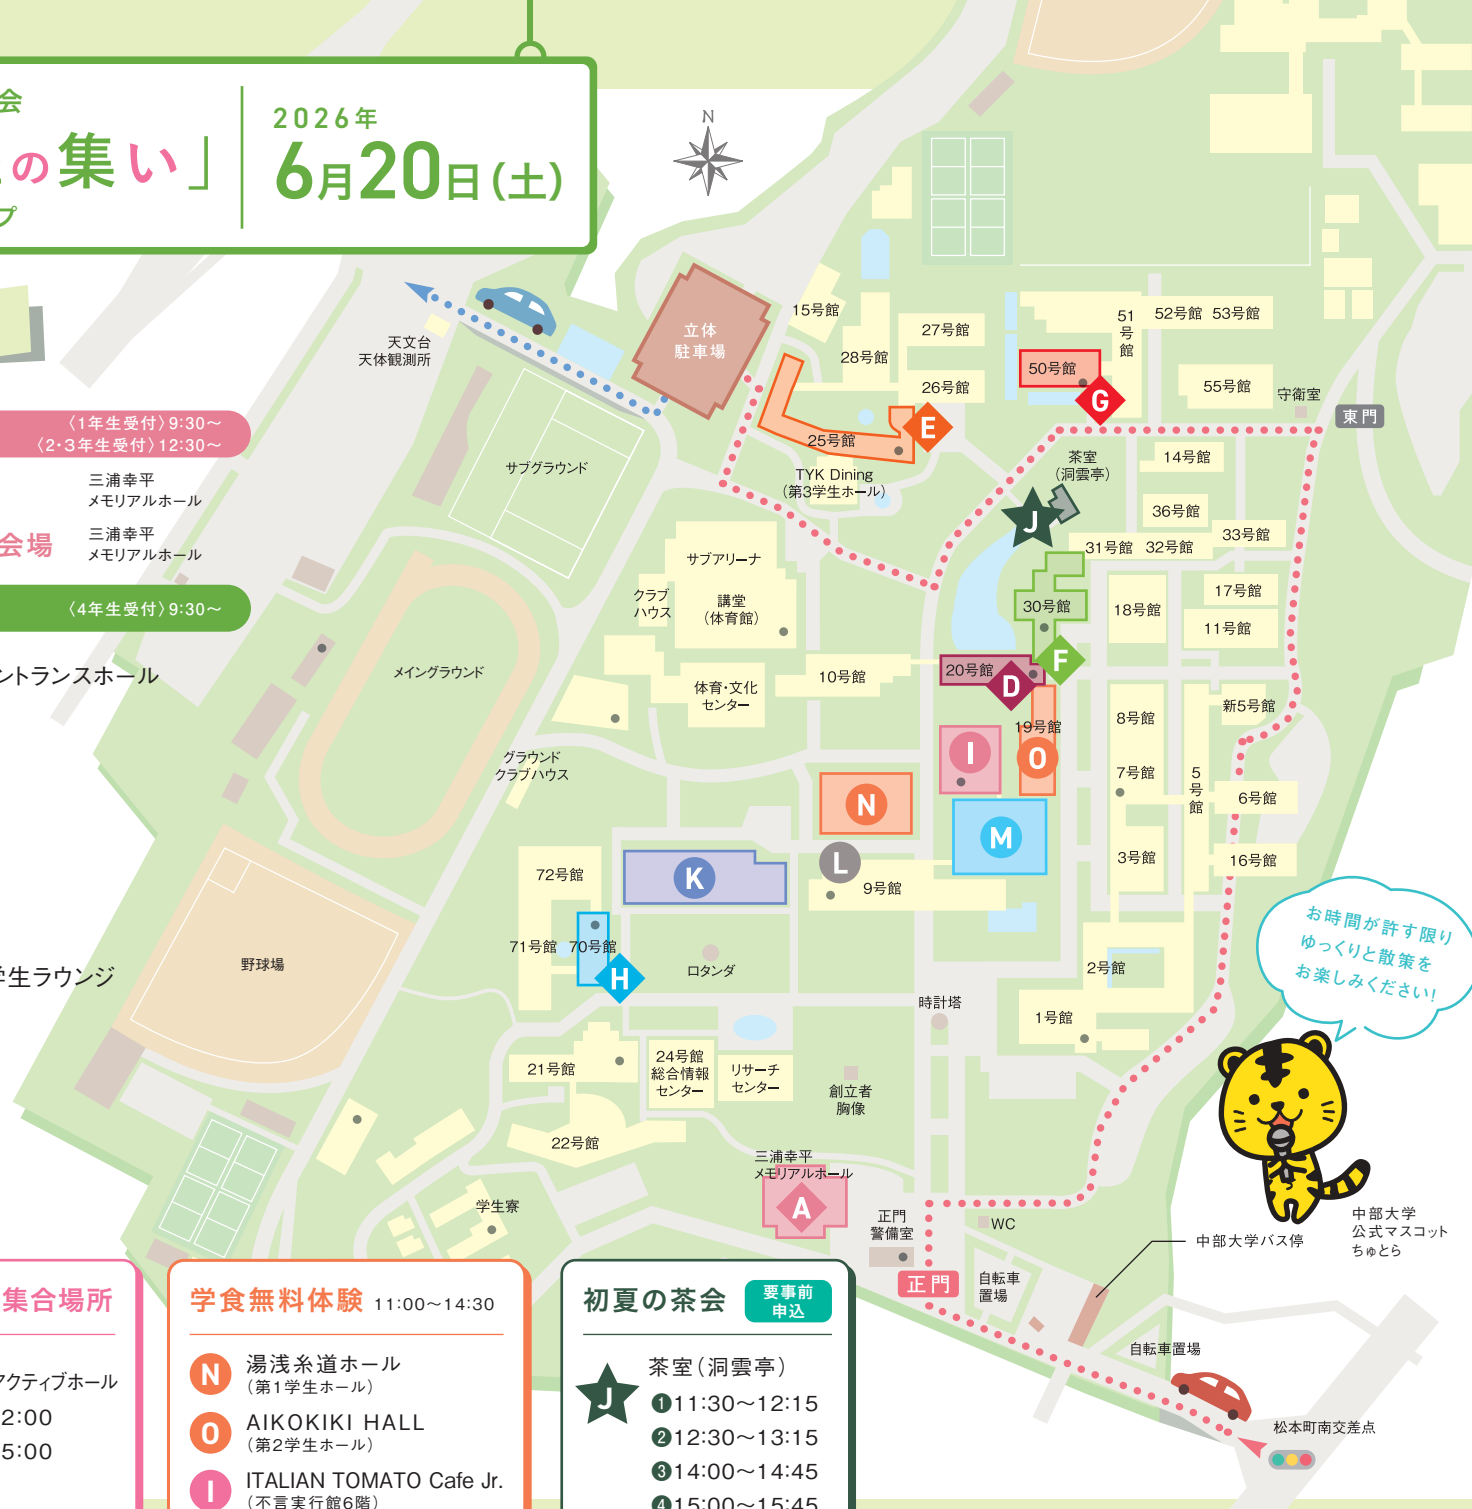 会
の集い」
プ
2026年
6月20日(土)
N
〈1年生受付〉9:30〜
〈2・3年生受付〉12:30〜
三浦幸平
メモリアルホール
会場
三浦幸平
メモリアルホール
〈4年生受付〉9:30〜
ントランスホール
学生ラウンジ
天文台
天体観測所
立体
駐車場
15号館
28号館
27号館
26号館
25号館
E
TYK Dining
(第3学生ホール)
50号館
G
51号館
52号館 53号館
55号館
守衛室
東門
14号館
茶室
(洞雲亭)
J
36号館
33号館
31号館 32号館
17号館
18号館
11号館
30号館
F
20号館
D
19号館
O
I
N
M
L
9号館
K
サブグラウンド
サブアリーナ
クラブ
ハウス
講堂
(体育館)
メイングラウンド
10号館
体育・文化
センター
グラウンド
クラブハウス
8号館
新5号館
7号館
5号館
6号館
3号館
16号館
72号館
71号館
70号館
H
ロタンダ
野球場
2号館
1号館
時計塔
21号館
24号館
総合情報
センター
リサーチ
センター
創立者
胸像
22号館
三浦幸平
メモリアルホール
A
学生寮
正門
警備室
WC
正門
自転車
置場
中部大学バス停
自転車置場
松本町南交差点
お時間が許す限り
ゆっくりと散策を
お楽しみください!
中部大学
公式マスコット
ちゅとら
集合場所
アクティブホール
2:00
5:00
学食無料体験 11:00〜14:30
N 湯浅糸道ホール
(第1学生ホール)
O AIKOKIKI HALL
(第2学生ホール)
I ITALIAN TOMATO Cafe Jr.
(不言実行館6階)
初夏の茶会
要事前
申込
J 茶室(洞雲亭)
❶11:30〜12:15
❷12:30〜13:15
❸14:00〜14:45
❹15:00〜15:45